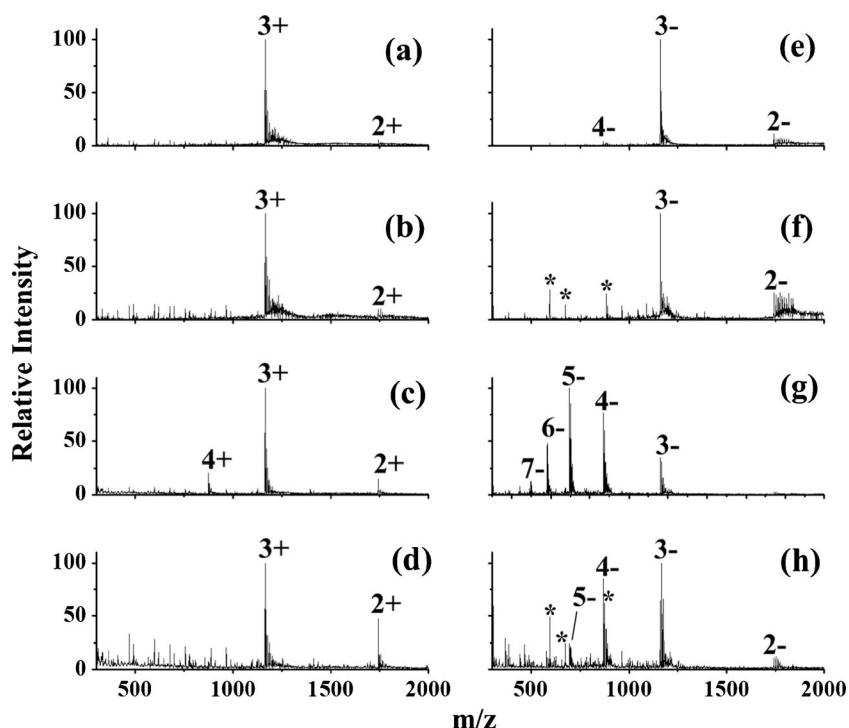 3+
2+
(a)
100
50
0
3-
4-
2-
(e)
3+
2+
(b)
100
50
0
* * *
3-
2-
(f)
4+
3+
2+
(c)
100
50
0
7-
6-
5-
4-
3-
(g)
3+
2+
(d)
100
50
0
* * 5- 4- *
3-
2-
(h)
500 1000 1500 2000
500 1000 1500 2000
Relative Intensity
m/z